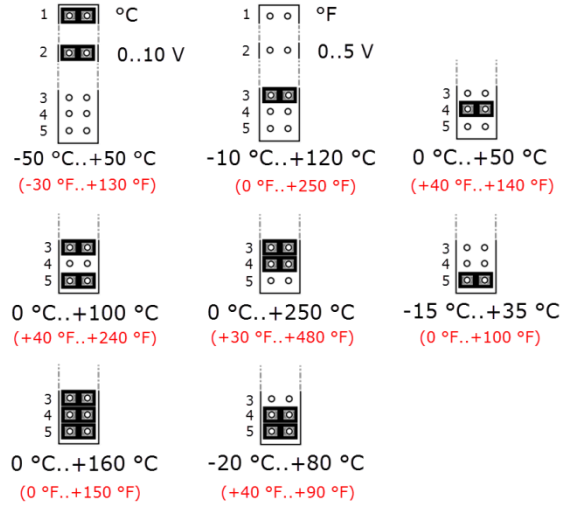 1 °C
2 0..10 V
3
4
5
-50 °C..+50 °C
(-30 °F..+130 °F)
1 °F
2 0..5 V
3
4
5
-10 °C..+120 °C
(0 °F..+250 °F)
3
4
5
0 °C..+50 °C
(+40 °F..+140 °F)
3
4
5
0 °C..+100 °C
(+40 °F..+240 °F)
3
4
5
0 °C..+250 °C
(+30 °F..+480 °F)
3
4
5
-15 °C..+35 °C
(0 °F..+100 °F)
3
4
5
0 °C..+160 °C
(0 °F..+150 °F)
3
4
5
-20 °C..+80 °C
(+40 °F..+90 °F)